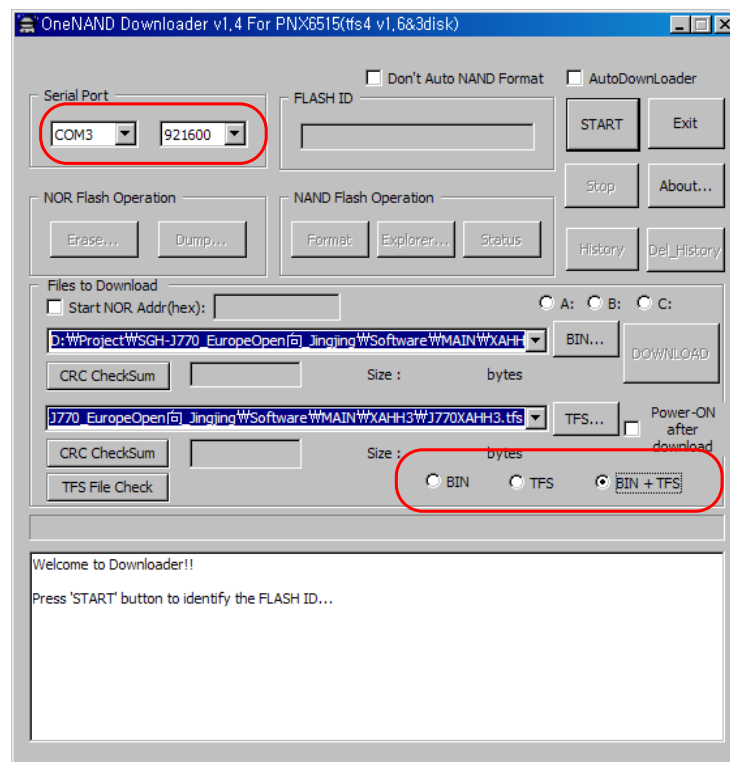 OneNAND Downloader v1.4 For PNX6515(tfs4 v1.6&3disk)
Don't Auto NAND Format
AutoDownLoader
Serial Port
COM3
921600
FLASH ID
START
Exit
Stop
About...
NOR Flash Operation
Erase...
Dump...
NAND Flash Operation
Format
Explorer...
Status
History
Del_History
Files to Download
Start NOR Addr(hex):
A:
B:
C:
D:₩Project₩SGH-J770_EuropeOpen向_Jingjing₩Software₩MAIN₩XAHH
BIN...
DOWNLOAD
CRC CheckSum
Size :
bytes
J770_EuropeOpen向_Jingjing₩Software₩MAIN₩XAHH3₩J770XAHH3.tfs
TFS...
Power-ON
after
download
CRC CheckSum
Size :
bytes
TFS File Check
BIN
TFS
BIN + TFS
Welcome to Downloader!!
Press 'START' button to identify the FLASH ID...